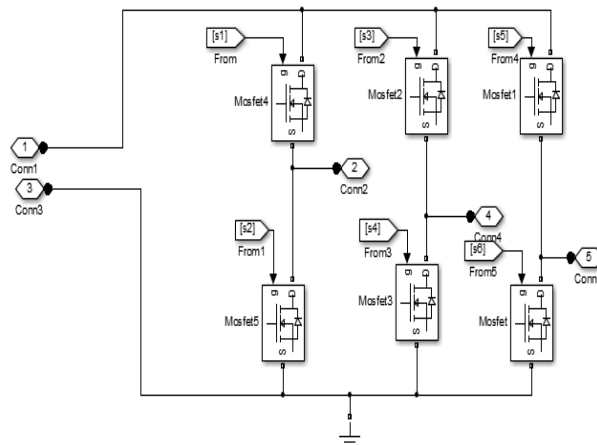 [s1]
From
[s3]
From2
[s5]
From4
g D
Mosfet4
S
g D
Mosfet2
S
g D
Mosfet1
S
1
Conn1
3
Conn3
2
Conn2
4
Conn4
5
Conn
[s2]
From1
[s4]
From3
[s6]
From5
g D
Mosfet5
S
g D
Mosfet3
S
g D
Mosfet
S